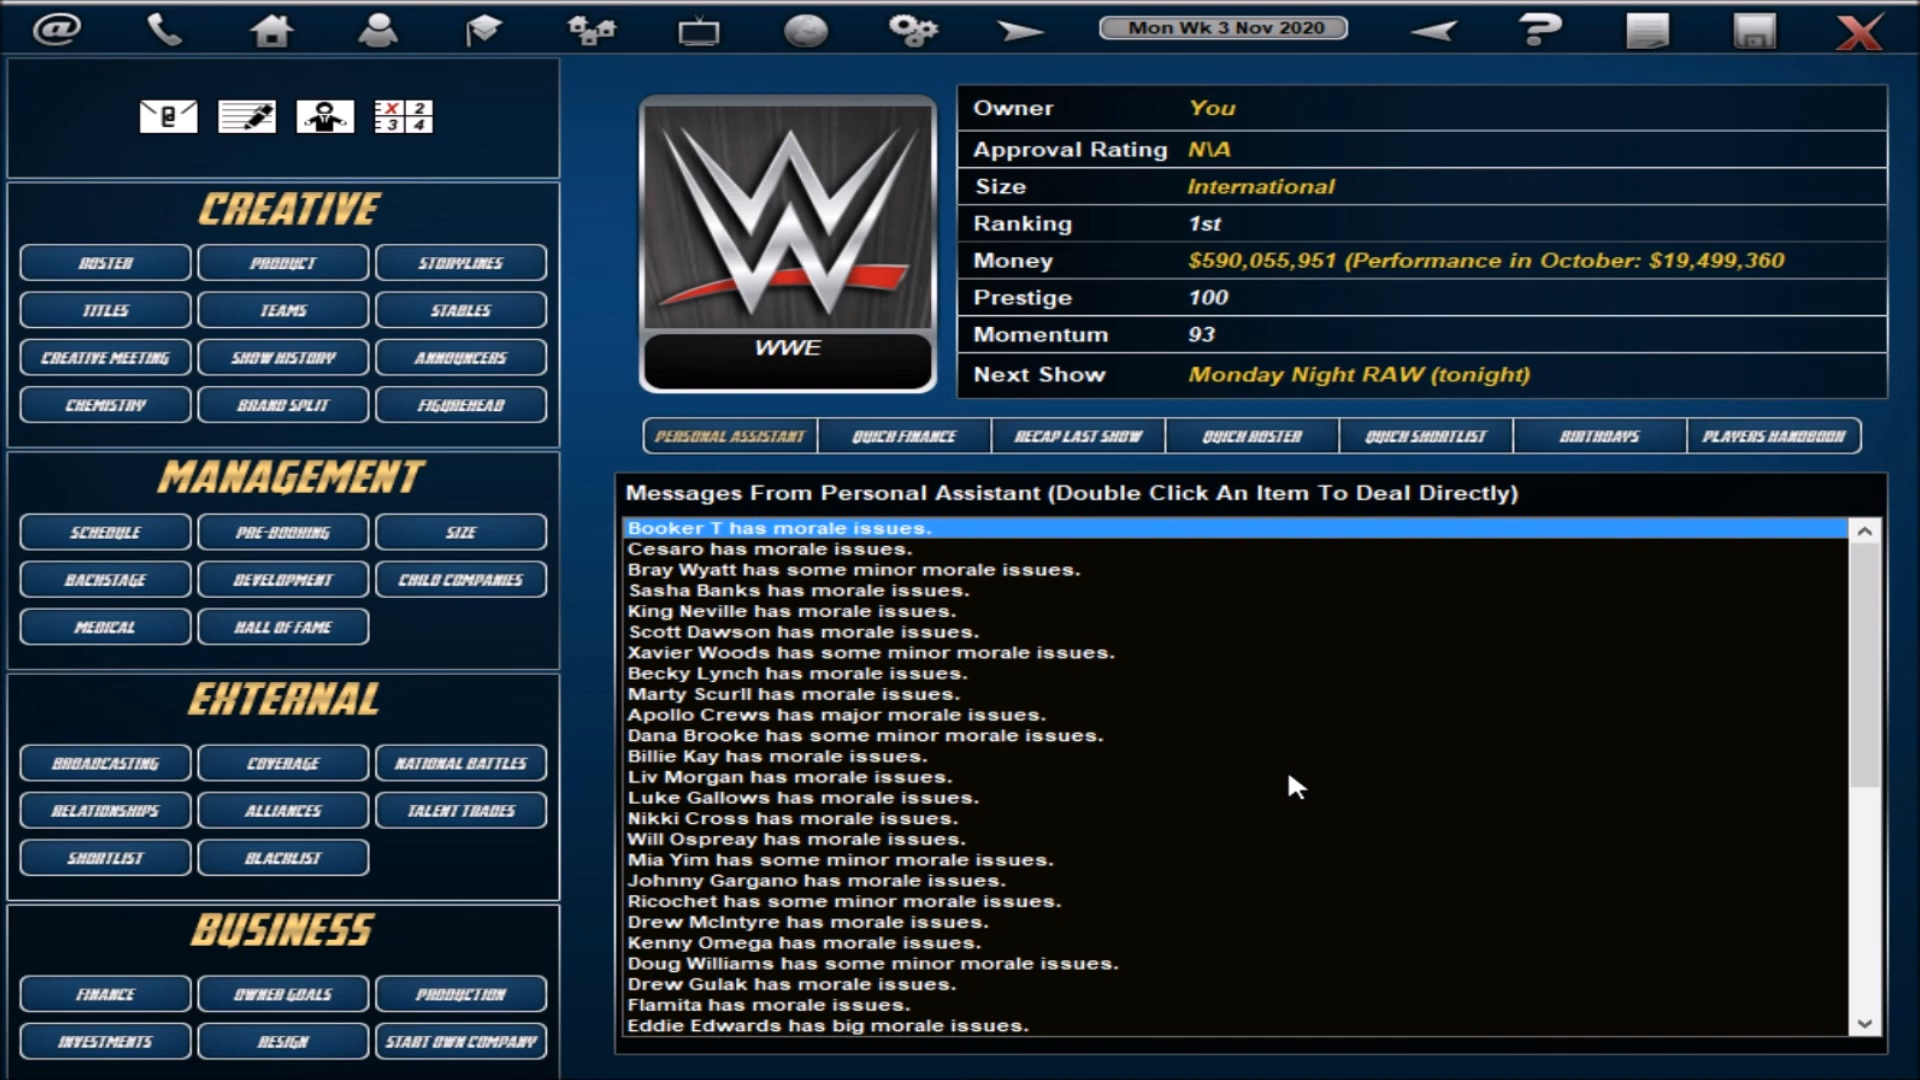 Mon Wk 3 Nov 2020
X 2
3 4
CREATIVE
ROSTER PRODUCT STORYLINES
TITLES TEAMS STABLES
CREATIVE MEETING SHOW HISTORY ANNOUNCERS
CHEMISTRY BRAND SPLIT FIGUREHEAD
MANAGEMENT
SCHEDULE PRE-BOOKING SIZE
BACKSTAGE DEVELOPMENT CHILD COMPANIES
MEDICAL HALL OF FAME
EXTERNAL
BROADCASTING COVERAGE NATIONAL BATTLES
RELATIONSHIPS ALLIANCES TALENT TRADES
SHORTLIST BLACKLIST
BUSINESS
FINANCE OWNER GOALS PRODUCTION
INVESTMENTS RESIGN START OWN COMPANY
WWE
Owner You
Approval Rating N\A
Size International
Ranking 1st
Money $590,055,951 (Performance in October: $19,499,360
Prestige 100
Momentum 93
Next Show Monday Night RAW (tonight)
PERSONAL ASSISTANT QUICK FINANCE RECAP LAST SHOW QUICK ROSTER QUICK SHORTLIST BIRTHDAYS PLAYERS HANDBOOK
Messages From Personal Assistant (Double Click An Item To Deal Directly)
Booker T has morale issues.
Cesaro has morale issues.
Bray Wyatt has some minor morale issues.
Sasha Banks has morale issues.
King Neville has morale issues.
Scott Dawson has morale issues.
Xavier Woods has some minor morale issues.
Becky Lynch has morale issues.
Marty Scurll has morale issues.
Apollo Crews has major morale issues.
Dana Brooke has some minor morale issues.
Billie Kay has morale issues.
Liv Morgan has morale issues.
Luke Gallows has morale issues.
Nikki Cross has morale issues.
Will Ospreay has morale issues.
Mia Yim has some minor morale issues.
Johnny Gargano has morale issues.
Ricochet has some minor morale issues.
Drew McIntyre has morale issues.
Kenny Omega has morale issues.
Doug Williams has some minor morale issues.
Drew Gulak has morale issues.
Flamita has morale issues.
Eddie Edwards has big morale issues.